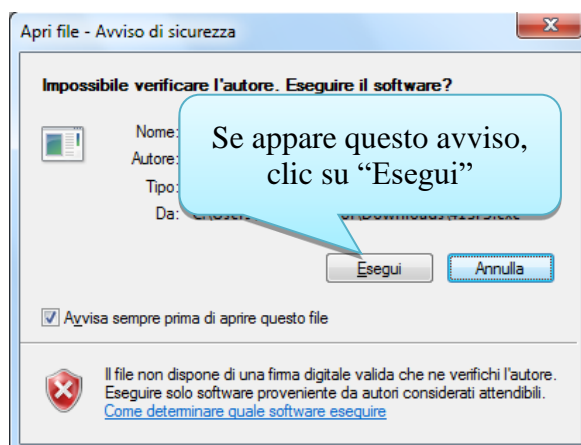 Apri file - Avviso di sicurezza
Impossibile verificare l'autore. Eseguire il software?
Se appare questo avviso,
clic su “Esegui”
Nome:
Autore:
Tipo:
Da:
Esegui Annulla
Avvisa sempre prima di aprire questo file
Il file non dispone di una firma digitale valida che ne verifichi l'autore.
Eseguire solo software proveniente da autori considerati attendibili.
Come determinare quale software eseguire